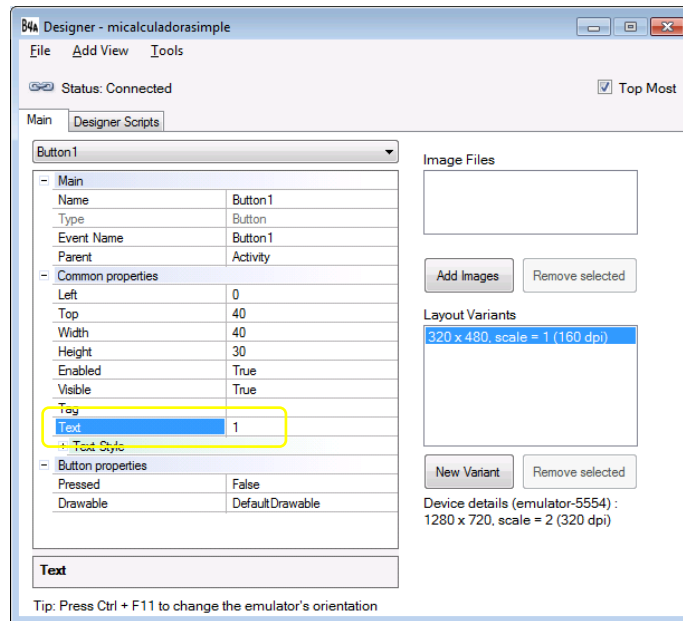 B4A Designer - micalculadorasimple
File Add View Tools
Status: Connected
Top Most
Main Designer Scripts
Button1
Main
Name Button1
Type Button
Event Name Button1
Parent Activity
Common properties
Left 0
Top 40
Width 40
Height 30
Enabled True
Visible True
Tag
Text 1
Text Style
Button properties
Pressed False
Drawable DefaultDrawable
Text
Tip: Press Ctrl + F11 to change the emulator's orientation
Image Files
Add Images Remove selected
Layout Variants
320 x 480, scale = 1 (160 dpi)
New Variant Remove selected
Device details (emulator-5554) :
1280 x 720, scale = 2 (320 dpi)